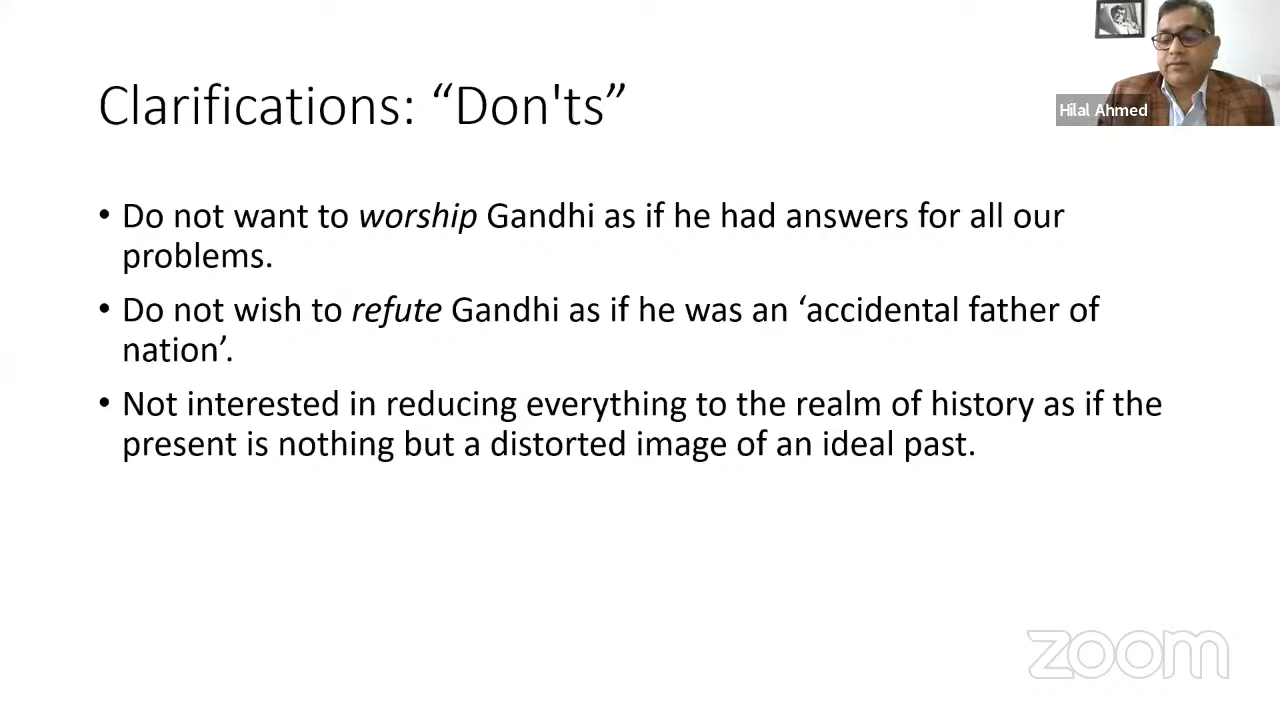 Clarifications: “Don'ts”
Hilal Ahmed
• Do not want to worship Gandhi as if he had answers for all our
problems.
• Do not wish to refute Gandhi as if he was an ‘accidental father of
nation’.
• Not interested in reducing everything to the realm of history as if the
present is nothing but a distorted image of an ideal past.
zoom